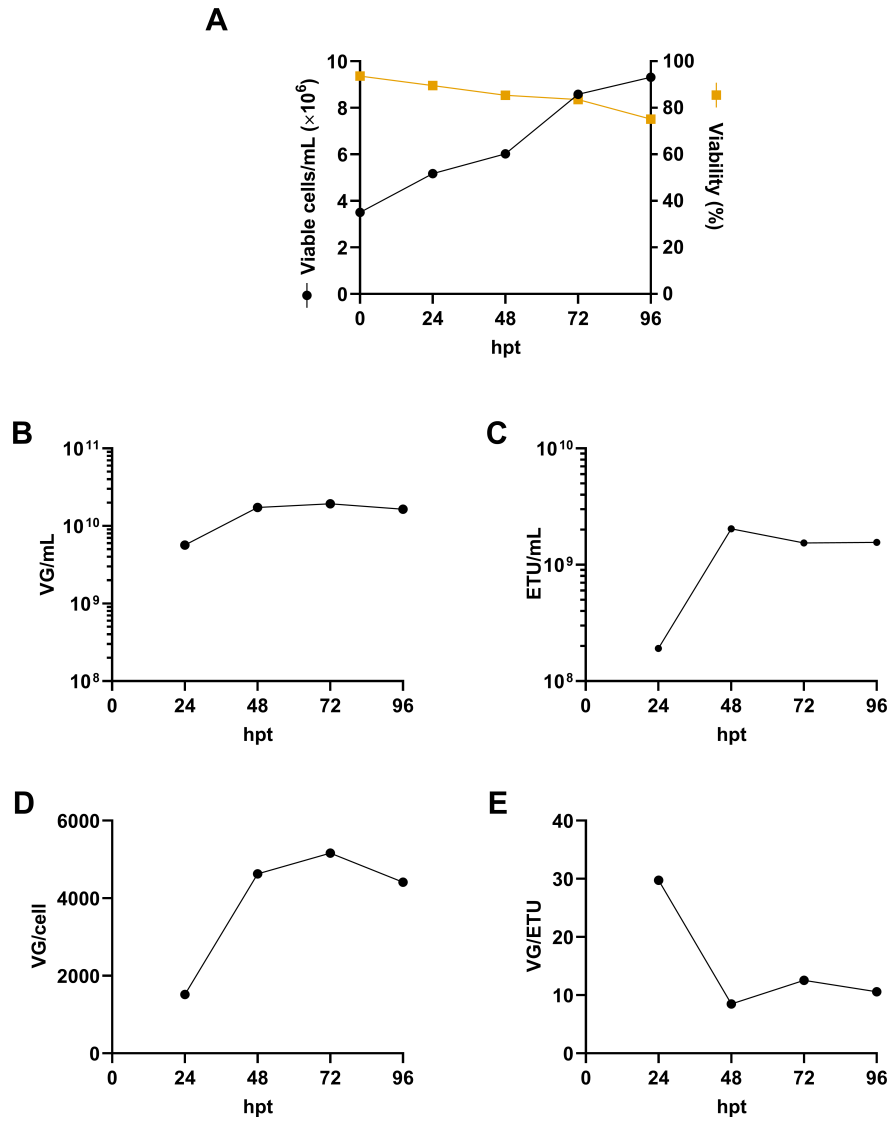 A
10
8
6
4
2
0
Viable cells/mL (×10⁶)
100
80
60
40
20
0
Viability (%)
0 24 48 72 96
hpt
B
10¹¹
10¹⁰
10⁹
10⁸
VG/mL
0 24 48 72 96
hpt
C
10¹⁰
10⁹
10⁸
ETU/mL
0 24 48 72 96
hpt
D
6000
4000
2000
0
VG/cell
0 24 48 72 96
hpt
E
40
30
20
10
0
VG/ETU
0 24 48 72 96
hpt